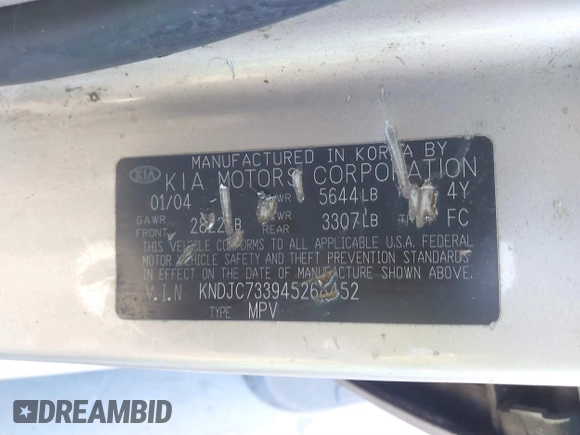 MANUFACTURED IN KOREA BY
KIA KIA MOTORS CORPORATION
01/04 5644LB 4Y
GAWR FRONT REAR 3307LB FC
THIS VEHICLE CONFORMS TO ALL APPLICABLE U.S.A. FEDERAL
MOTOR VEHICLE SAFETY AND THEFT PREVENTION STANDARDS
IN EFFECT ON THE DATE OF MANUFACTURE SHOWN ABOVE.
V.I.N
TYPE MPV
DREAMBID